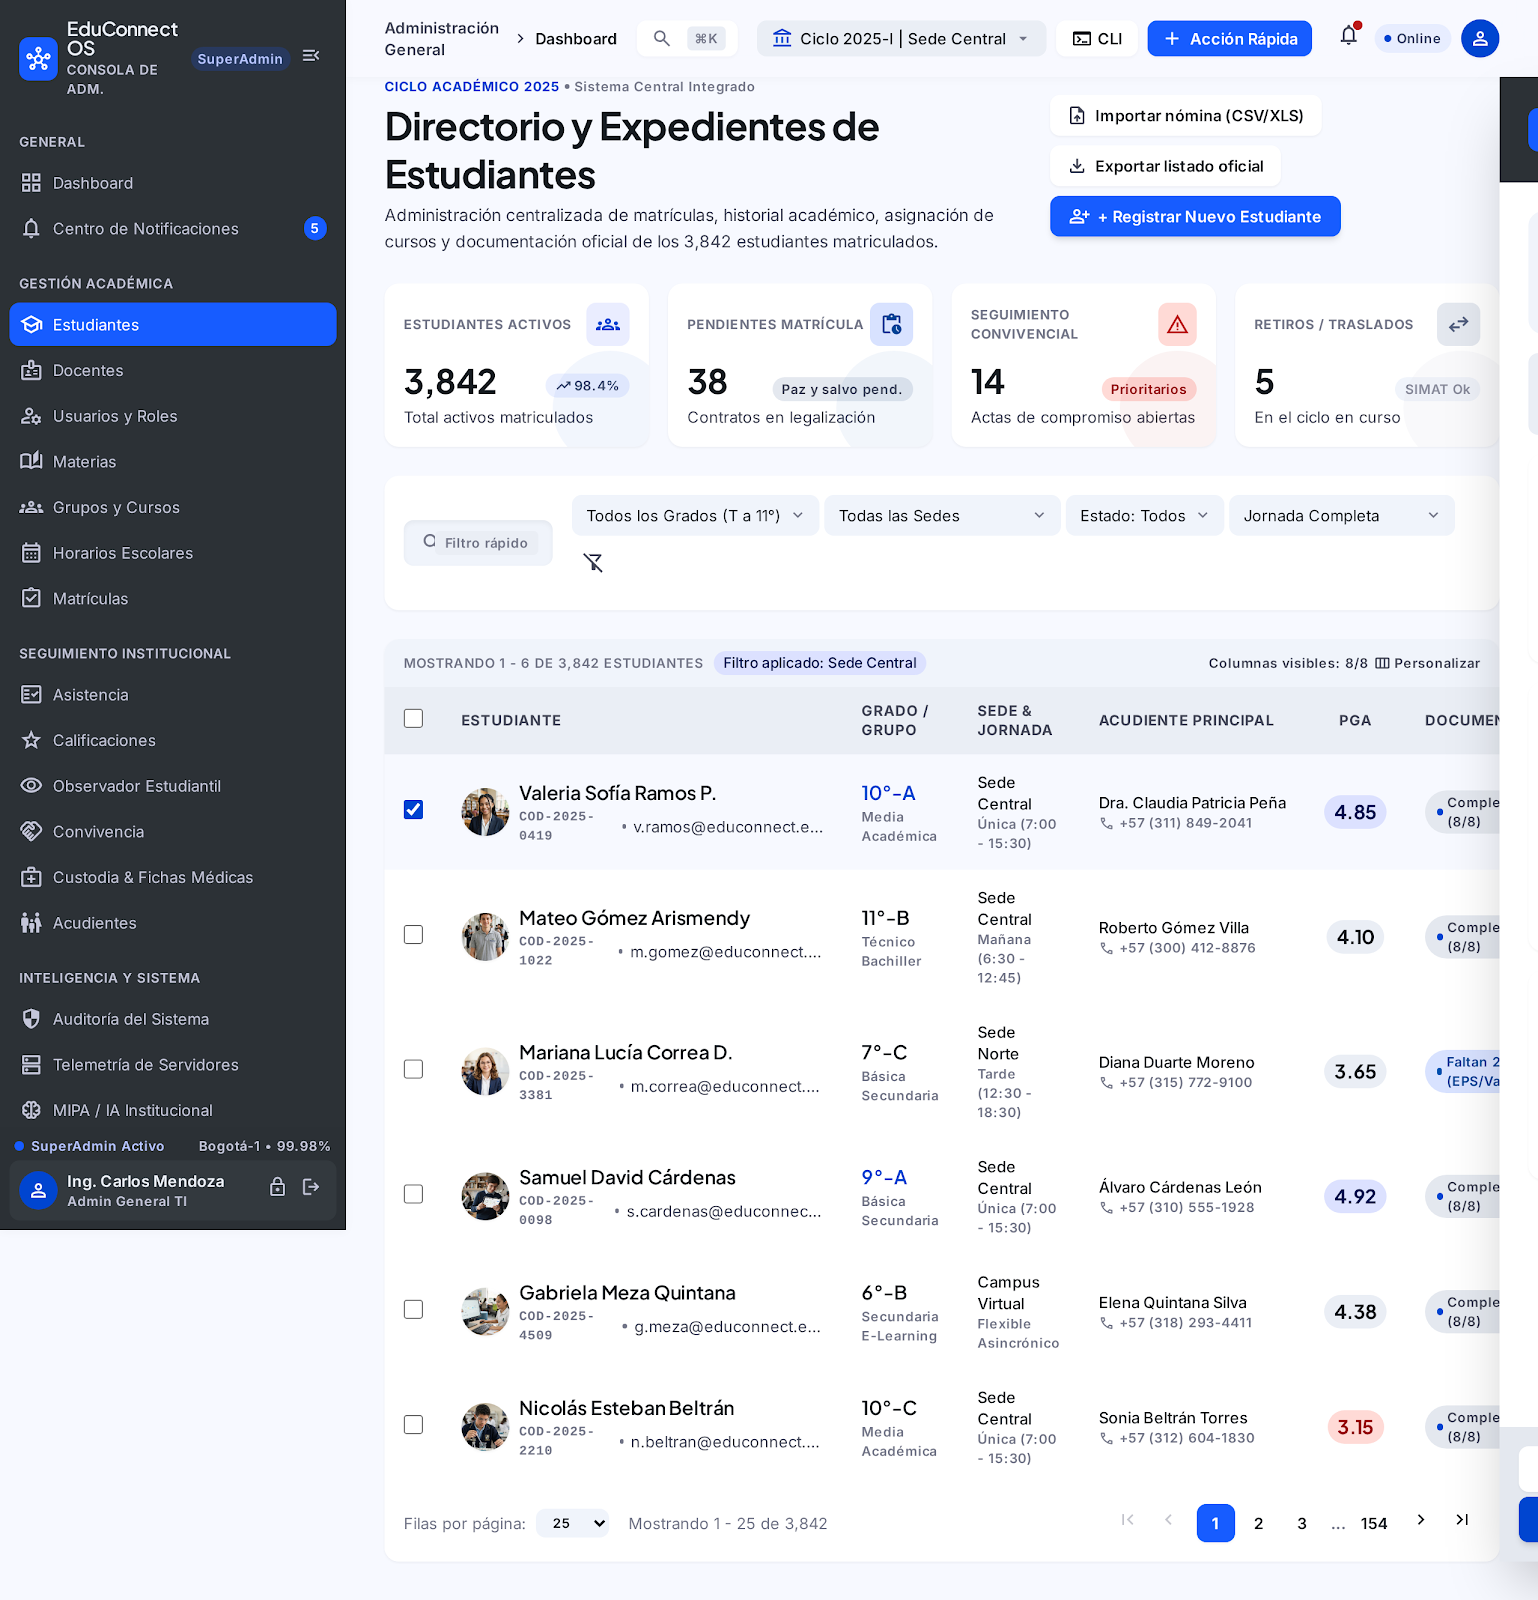 EduConnect
OS
CONSOLA DE
ADM.
SuperAdmin
GENERAL
Dashboard
Centro de Notificaciones
5
GESTIÓN ACADÉMICA
Estudiantes
Docentes
Usuarios y Roles
Materias
Grupos y Cursos
Horarios Escolares
Matrículas
SEGUIMIENTO INSTITUCIONAL
Asistencia
Calificaciones
Observador Estudiantil
Convivencia
Custodia & Fichas Médicas
Acudientes
INTELIGENCIA Y SISTEMA
Auditoría del Sistema
Telemetría de Servidores
MIPA / IA Institucional
SuperAdmin Activo
Bogotá-1 • 99.98%
Ing. Carlos Mendoza
Admin General TI
Administración
General
Dashboard
⌘K
Ciclo 2025-I | Sede Central
CLI
Acción Rápida
Online
CICLO ACADÉMICO 2025 • Sistema Central Integrado
Directorio y Expedientes de
Estudiantes
Administración centralizada de matrículas, historial académico, asignación de
cursos y documentación oficial de los 3,842 estudiantes matriculados.
Importar nómina (CSV/XLS)
Exportar listado oficial
+ Registrar Nuevo Estudiante
ESTUDIANTES ACTIVOS
3,842
98.4%
Total activos matriculados
PENDIENTES MATRÍCULA
38
Paz y salvo pend.
Contratos en legalización
SEGUIMIENTO
CONVIVENCIAL
14
Prioritarios
Actas de compromiso abiertas
RETIROS / TRASLADOS
5
SIMAT Ok
En el ciclo en curso
Filtro rápido
Todos los Grados (T a 11°)
Todas las Sedes
Estado: Todos
Jornada Completa
MOSTRANDO 1 - 6 DE 3,842 ESTUDIANTES
Filtro aplicado: Sede Central
Columnas visibles: 8/8
Personalizar
ESTUDIANTE
GRADO /
GRUPO
SEDE &
JORNADA
ACUDIENTE PRINCIPAL
PGA
DOCUMEN
Valeria Sofía Ramos P.
COD-2025-
0419
• v.ramos@educonnect.e...
10°-A
Media
Académica
Sede
Central
Única (7:00
- 15:30)
Dra. Claudia Patricia Peña
+57 (311) 849-2041
4.85
Comple
(8/8)
Mateo Gómez Arismendy
COD-2025-
1022
• m.gomez@educonnect....
11°-B
Técnico
Bachiller
Sede
Central
Mañana
(6:30 -
12:45)
Roberto Gómez Villa
+57 (300) 412-8876
4.10
Comple
(8/8)
Mariana Lucía Correa D.
COD-2025-
3381
• m.correa@educonnect....
7°-C
Básica
Secundaria
Sede
Norte
Tarde
(12:30 -
18:30)
Diana Duarte Moreno
+57 (315) 772-9100
3.65
Faltan 2
(EPS/Va
Samuel David Cárdenas
COD-2025-
0098
• s.cardenas@educonnec...
9°-A
Básica
Secundaria
Sede
Central
Única (7:00
- 15:30)
Álvaro Cárdenas León
+57 (310) 555-1928
4.92
Comple
(8/8)
Gabriela Meza Quintana
COD-2025-
4509
• g.meza@educonnect.e...
6°-B
Secundaria
E-Learning
Campus
Virtual
Flexible
Asincrónico
Elena Quintana Silva
+57 (318) 293-4411
4.38
Comple
(8/8)
Nicolás Esteban Beltrán
COD-2025-
2210
• n.beltran@educonnect....
10°-C
Media
Académica
Sede
Central
Única (7:00
- 15:30)
Sonia Beltrán Torres
+57 (312) 604-1830
3.15
Comple
(8/8)
Filas por página:
25
Mostrando 1 - 25 de 3,842
1
2
3
...
154